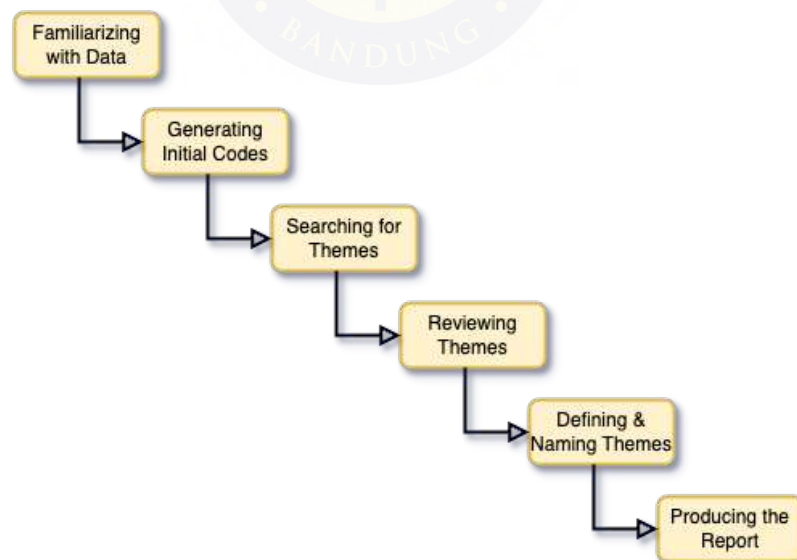 BANDUNG
Familiarizing
with Data
Generating
Initial Codes
Searching for
Themes
Reviewing
Themes
Defining &
Naming Themes
Producing the
Report